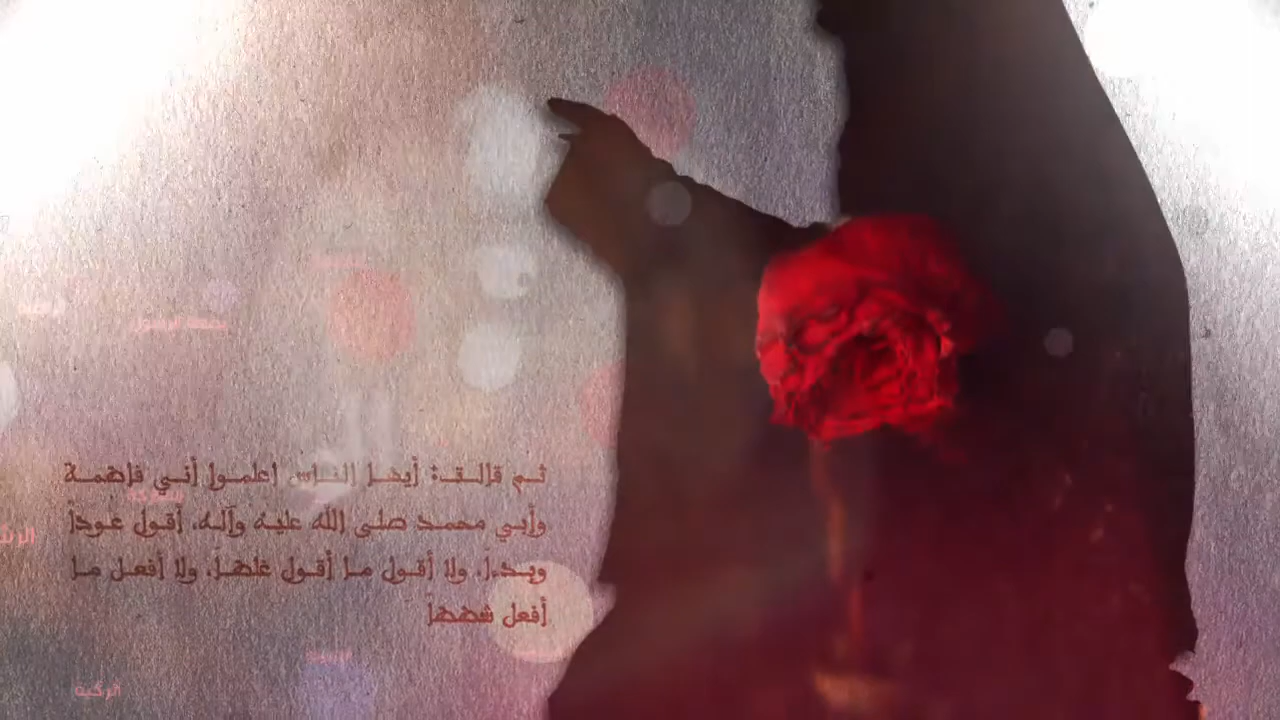 ثم قالت: أيها الناس اعلموا أني فاطمة
وأبي محمد صلى الله عليه وآله، أقول عوداً
وبدءاً، ولا أقول ما أقول غلطاً، ولا أفعل ما
أفعل شططاً
الزكية